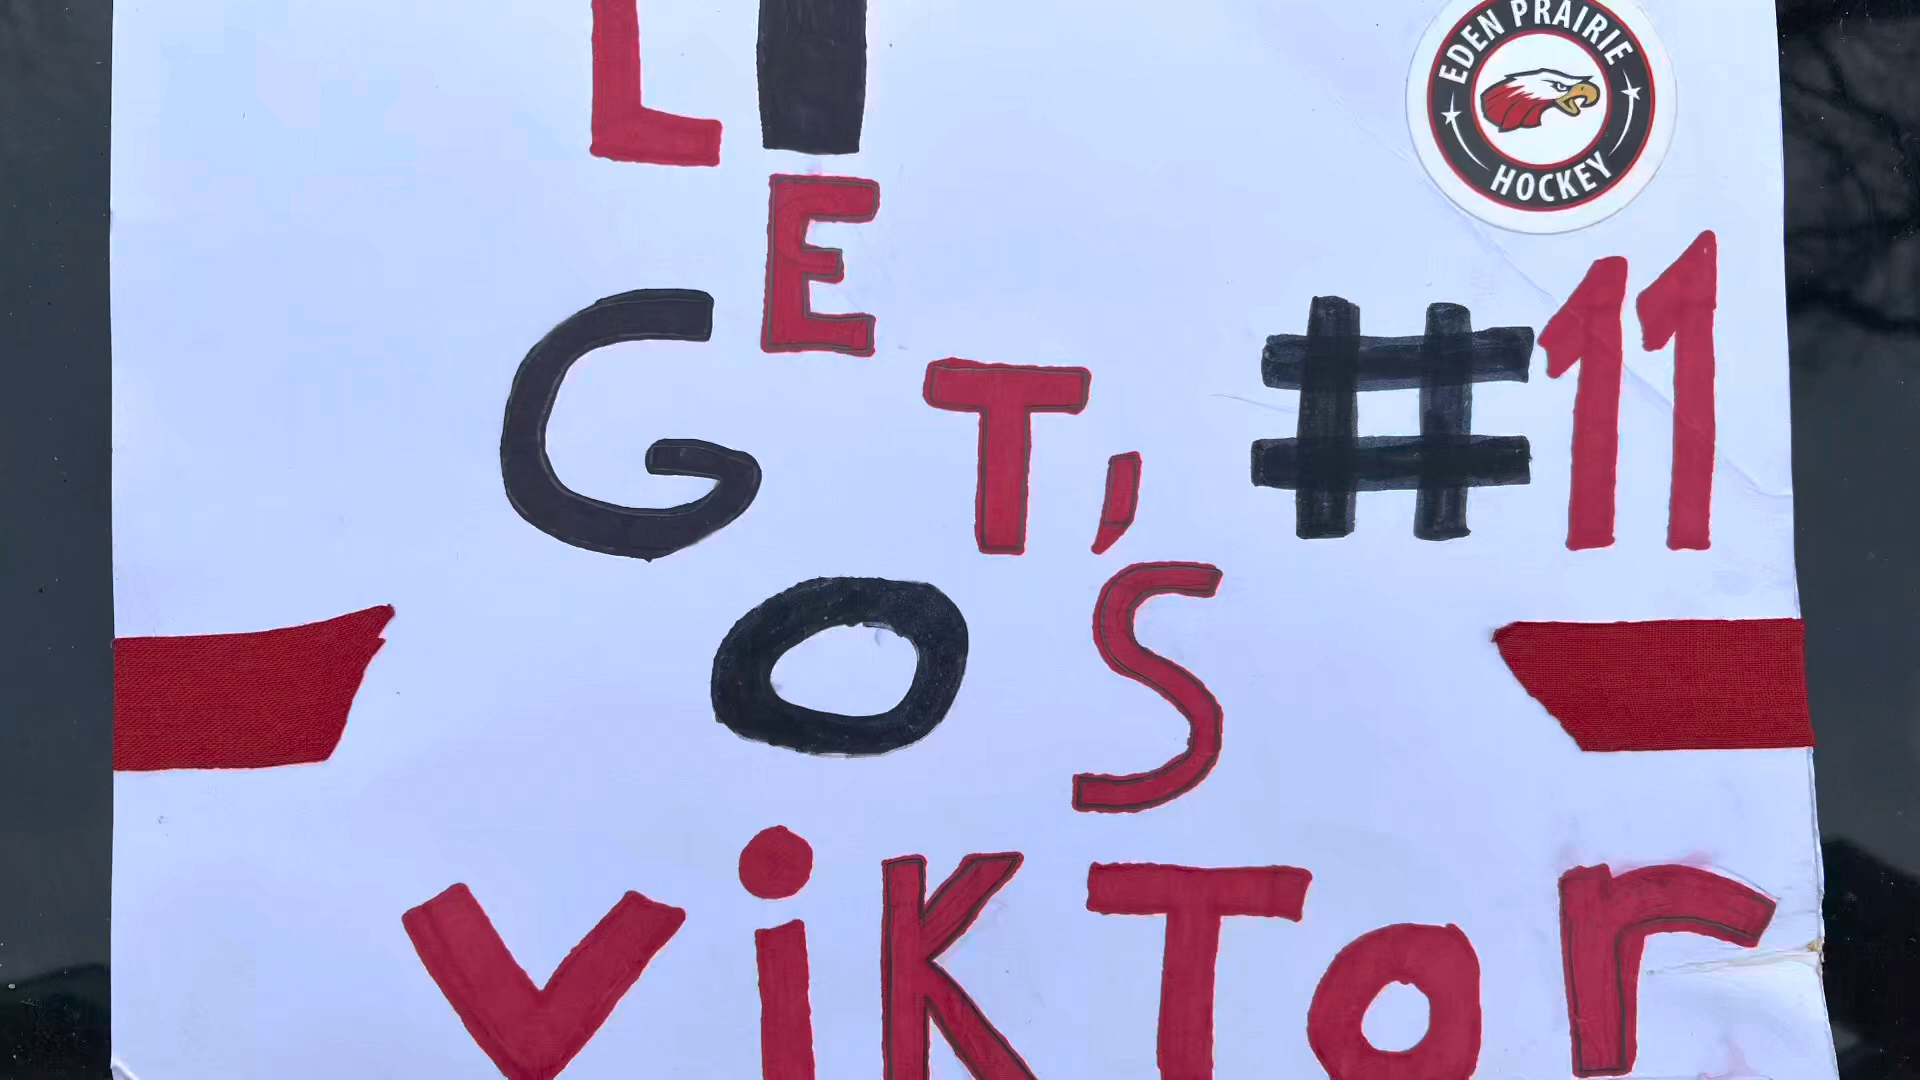 EDEN PRAIRIE
HOCKEY
LET'S
GO
#11
viKTor